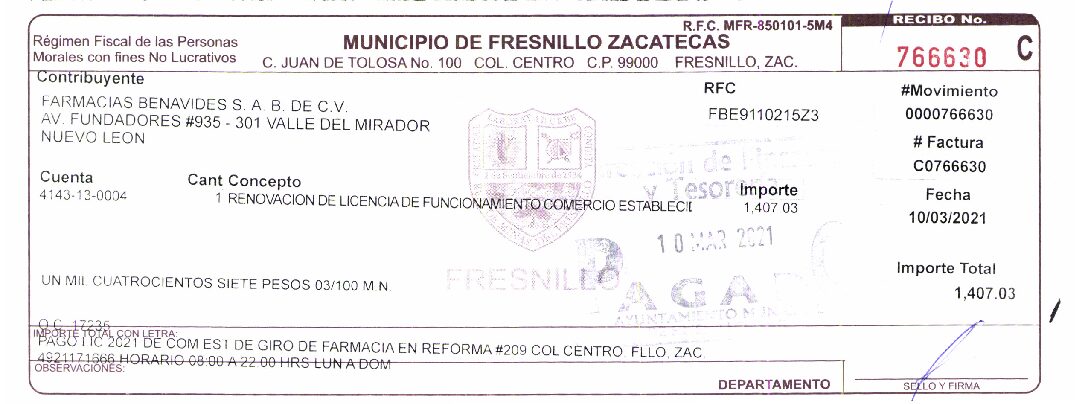 R.F.C. MFR-850101-5M4
RECIBO No.
Régimen Fiscal de las Personas
Morales con fines No Lucrativos
MUNICIPIO DE FRESNILLO ZACATECAS
C. JUAN DE TOLOSA No. 100 COL. CENTRO C.P. 99000 FRESNILLO, ZAC.
766630 C
Contribuyente
FARMACIAS BENAVIDES S. A. B. DE C.V.
AV. FUNDADORES #935 - 301 VALLE DEL MIRADOR
NUEVO LEON
RFC
FBE9110215Z3
#Movimiento
0000766630
# Factura
C0766630
Fecha
10/03/2021
Cuenta
4143-13-0004
Cant Concepto
1 RENOVACION DE LICENCIA DE FUNCIONAMIENTO COMERCIO ESTABLECI
Importe
1,407.03
y Tesorería
10 MAR 2021
PAGADO
AYUNTAMIENTO
FRESNILLO
Importe Total
1,407.03
UN MIL CUATROCIENTOS SIETE PESOS 03/100 M.N.
O.C. 17235
IMPORTE TOTAL CON LETRA:
PAGO LIC 2021 DE COM EST DE GIRO DE FARMACIA EN REFORMA #209 COL CENTRO, FLLO, ZAC.
4921171666 HORARIO 08:00 A 22:00 HRS LUN A DOM
OBSERVACIONES:
DEPARTAMENTO
SELLO Y FIRMA